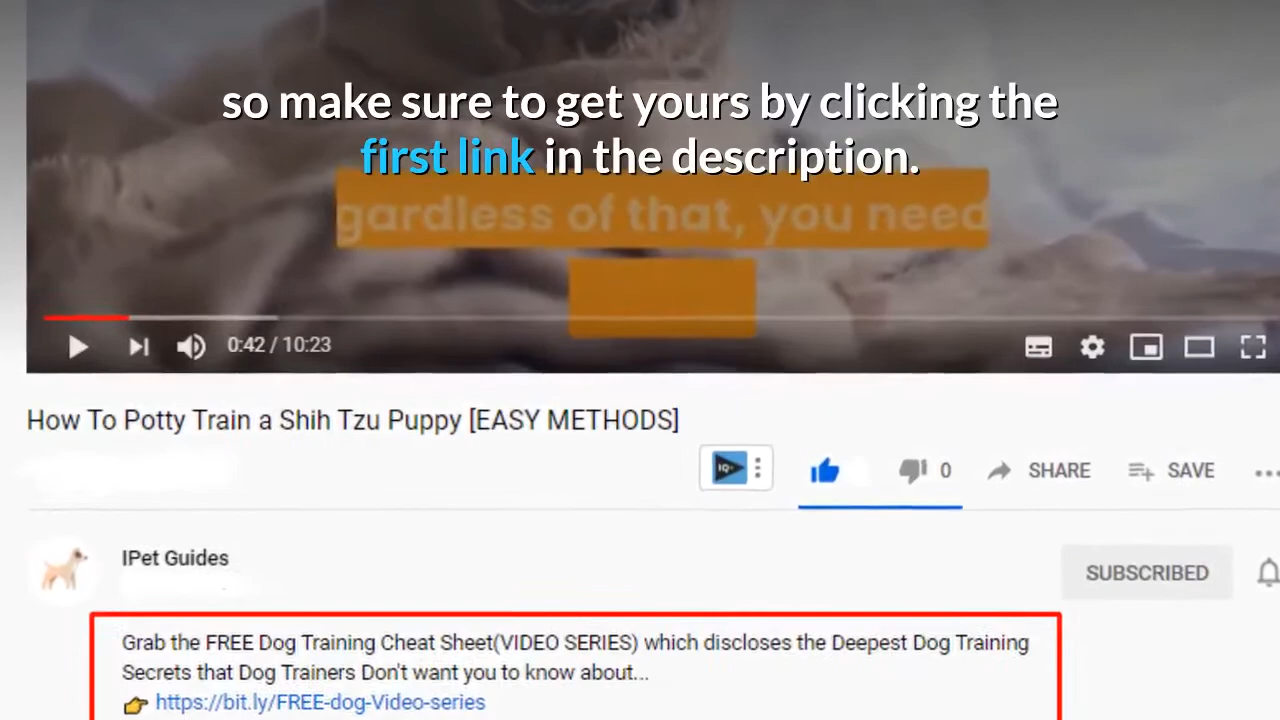 so make sure to get yours by clicking the
first link in the description.
gardless of that, you need
0:42 / 10:23
How To Potty Train a Shih Tzu Puppy [EASY METHODS]
IQ
0
SHARE
SAVE
IPet Guides
SUBSCRIBED
Grab the FREE Dog Training Cheat Sheet(VIDEO SERIES) which discloses the Deepest Dog Training
Secrets that Dog Trainers Don't want you to know about...
https://bit.ly/FREE-dog-Video-series